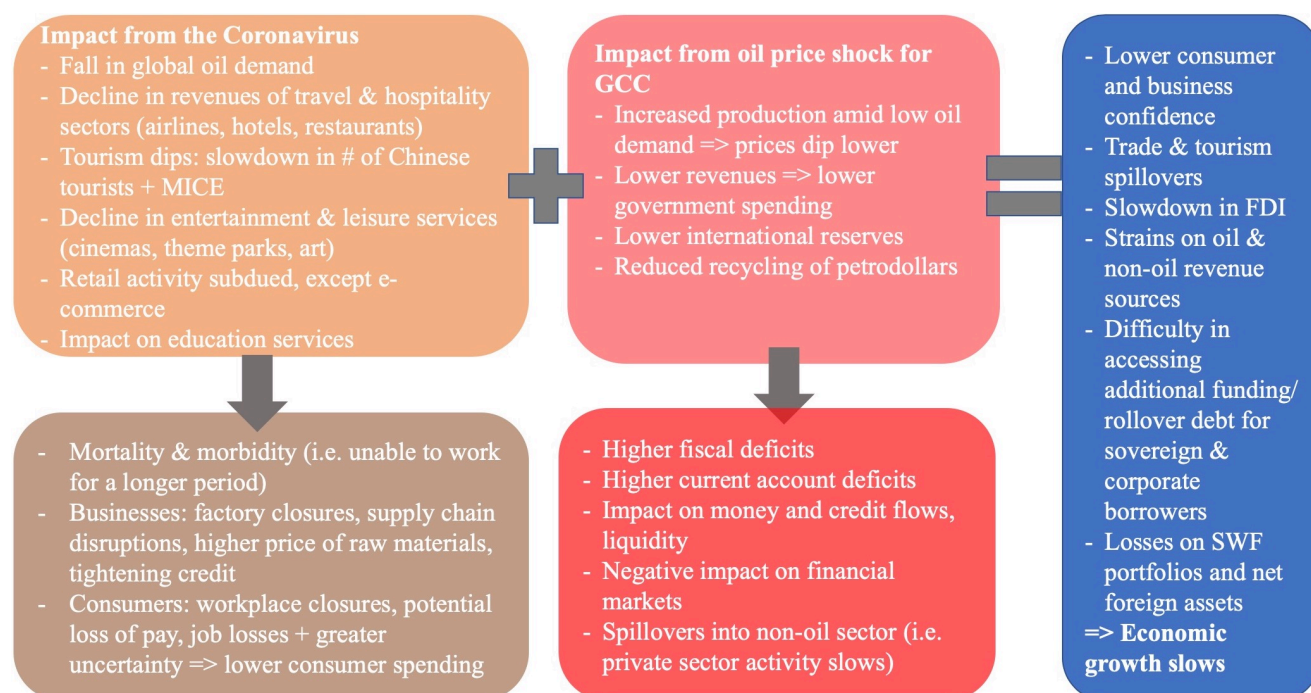 Impact from the Coronavirus
- Fall in global oil demand
- Decline in revenues of travel & hospitality
sectors (airlines, hotels, restaurants)
- Tourism dips: slowdown in # of Chinese
tourists + MICE
- Decline in entertainment & leisure services
(cinemas, theme parks, art)
- Retail activity subdued, except e-
commerce
- Impact on education services
Impact from oil price shock for
GCC
- Increased production amid low oil
demand => prices dip lower
- Lower revenues => lower
government spending
- Lower international reserves
- Reduced recycling of petrodollars
- Lower consumer
and business
confidence
- Trade & tourism
spillovers
- Slowdown in FDI
- Strains on oil &
non-oil revenue
sources
- Difficulty in
accessing
additional funding/
rollover debt for
sovereign &
corporate
borrowers
- Losses on SWF
portfolios and net
foreign assets
=> Economic
growth slows
- Mortality & morbidity (i.e. unable to work
for a longer period)
- Businesses: factory closures, supply chain
disruptions, higher price of raw materials,
tightening credit
- Consumers: workplace closures, potential
loss of pay, job losses + greater
uncertainty => lower consumer spending
- Higher fiscal deficits
- Higher current account deficits
- Impact on money and credit flows,
liquidity
- Negative impact on financial
markets
- Spillovers into non-oil sector (i.e.
private sector activity slows)